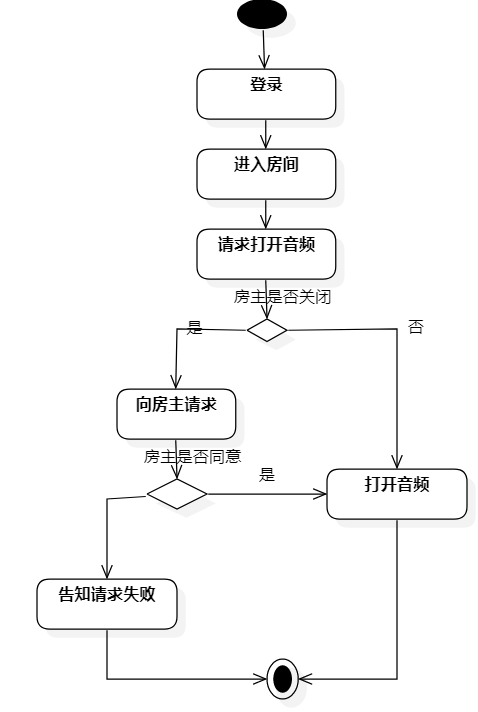 登录
进入房间
请求打开音频
房主是否关闭
是
否
向房主请求
房主是否同意
是
打开音频
告知请求失败